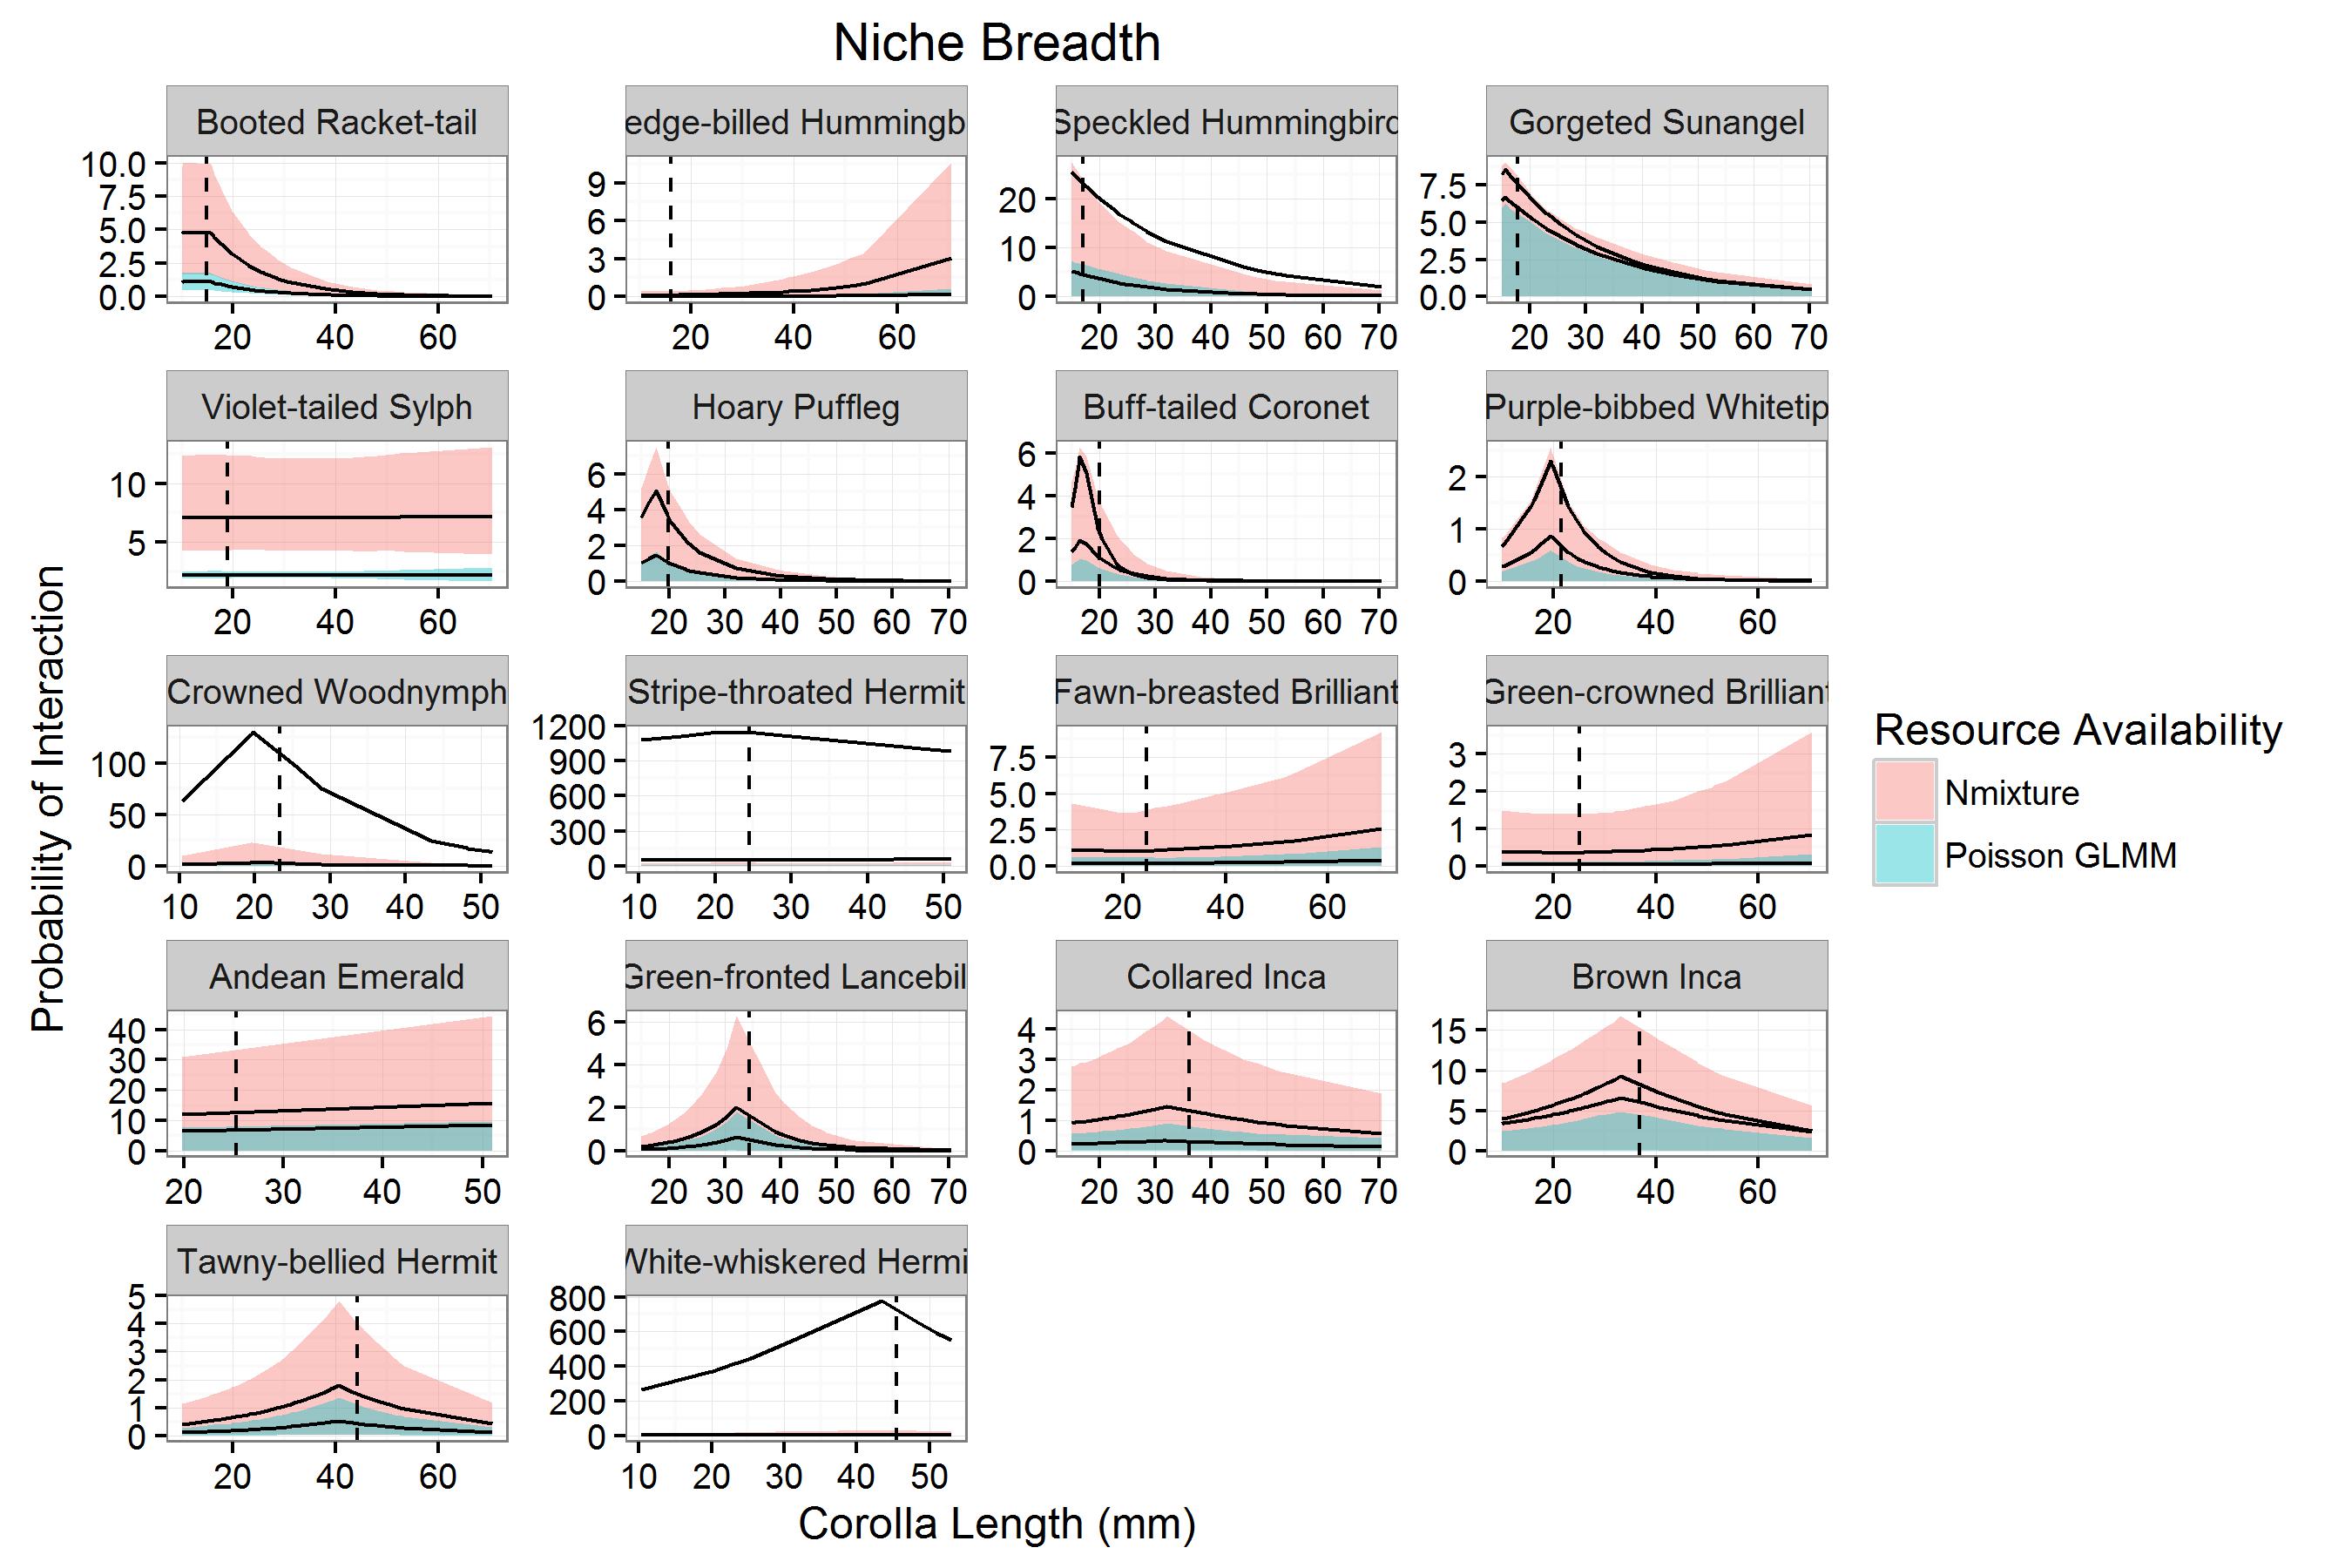 Niche Breadth
Booted Racket-tail
edge-billed Hummingb
Speckled Hummingbird
Gorgeted Sunangel
10.0
7.5
5.0
2.5
0.0
20 40 60
9
6
3
0
20 40 60
20
10
0
20 30 40 50 60 70
7.5
5.0
2.5
0.0
20 30 40 50 60 70
Violet-tailed Sylph
Hoary Puffleg
Buff-tailed Coronet
Purple-bibbed Whitetip
10
5
20 40 60
6
4
2
0
20 30 40 50 60 70
6
4
2
0
20 30 40 50 60 70
2
1
0
20 40 60
Crowned Woodnymph
Stripe-throated Hermit
Fawn-breasted Brilliant
Green-crowned Brilliant
100
50
0
10 20 30 40 50
1200
900
600
300
0
10 20 30 40 50
7.5
5.0
2.5
0.0
20 40 60
3
2
1
0
20 40 60
Andean Emerald
Green-fronted Lancebil
Collared Inca
Brown Inca
40
30
20
10
0
20 30 40 50
6
4
2
0
20 30 40 50 60 70
4
3
2
1
0
20 30 40 50 60 70
15
10
5
0
20 40 60
Tawny-bellied Hermit
White-whiskered Hermi
5
4
3
2
1
0
20 40 60
800
600
400
200
0
10 20 30 40 50
Probability of Interaction
Corolla Length (mm)
Resource Availability
Nmixture
Poisson GLMM